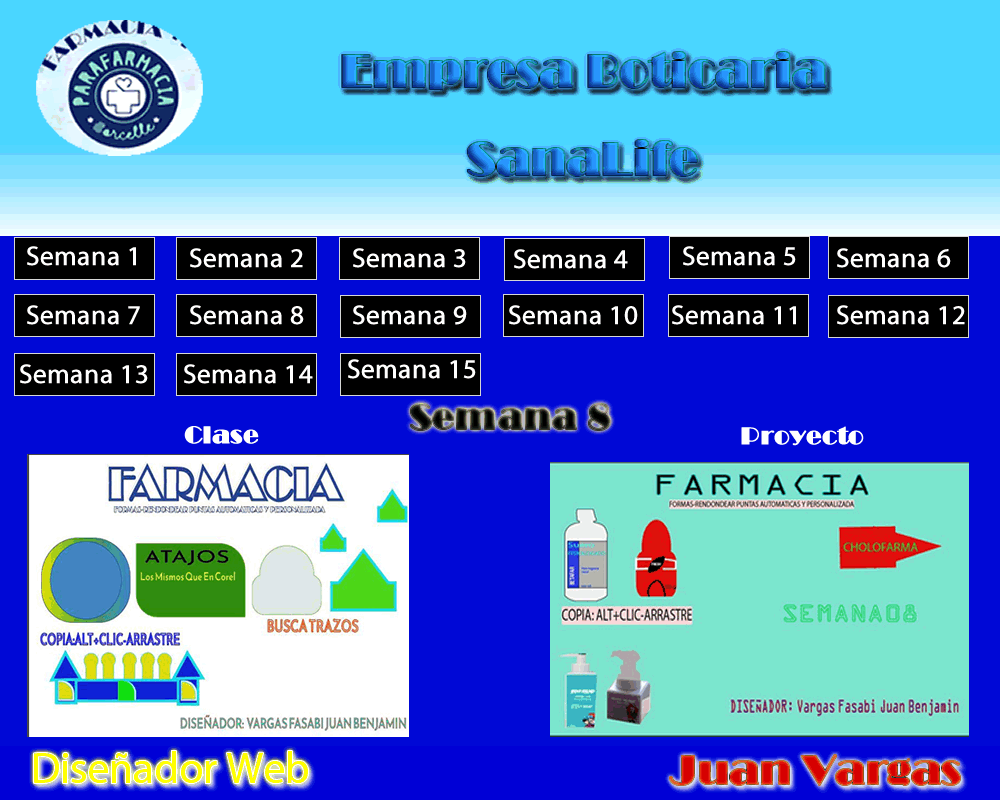 FARMACIA
PARAFARMACIA
Barcelle
Empresa Boticaria
SanaLife
Semana 1
Semana 2
Semana 3
Semana 4
Semana 5
Semana 6
Semana 7
Semana 8
Semana 9
Semana 10
Semana 11
Semana 12
Semana 13
Semana 14
Semana 15
Semana 8
Clase
Proyecto
FARMACIA
FORMAS-RENDONDEAR PUNTAS AUTOMATICAS Y PERSONALIZADA
ATAJOS
Los Mismos Que En Corel
BUSCA TRAZOS
COPIA:ALT+CLIC-ARRASTRE
DISEÑADOR: VARGAS FASABI JUAN BENJAMIN
FARMACIA
FORMAS-RENDONDEAR PUNTAS AUTOMATICAS Y PERSONALIZADA
CHOLOFARMA
COPIA: ALT+CLIC-ARRASTRE
SEMANA08
DISEñADOR: Vargas Fasabi Juan Benjamin
Diseñador Web
Juan Vargas